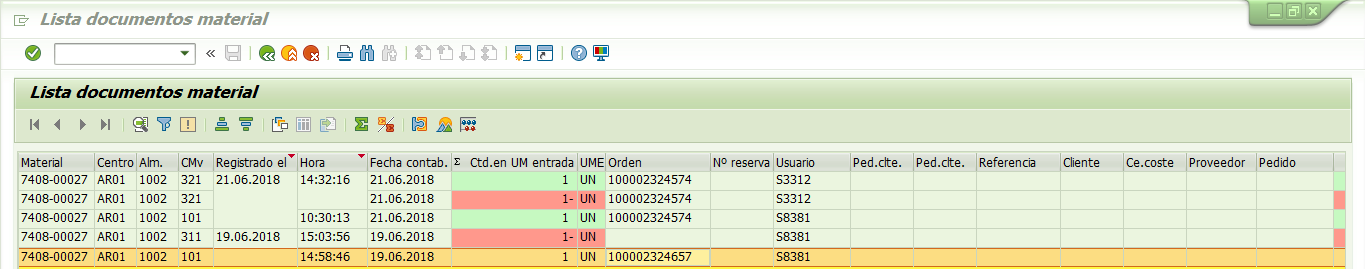 Lista documentos material
Lista documentos material
Material Centro Alm. CMv Registrado el Hora Fecha contab. Σ Ctd.en UM entrada UME Orden Nº reserva Usuario Ped.clte. Ped.clte. Referencia Cliente Ce.coste Proveedor Pedido
7408-00027 AR01 1002 321 21.06.2018 14:32:16 21.06.2018 1 UN 100002324574 S3312
7408-00027 AR01 1002 321 21.06.2018 1- UN 100002324574 S3312
7408-00027 AR01 1002 101 10:30:13 21.06.2018 1 UN 100002324574 S8381
7408-00027 AR01 1002 311 19.06.2018 15:03:56 19.06.2018 1- UN S8381
7408-00027 AR01 1002 101 14:58:46 19.06.2018 1 UN 100002324657 S8381